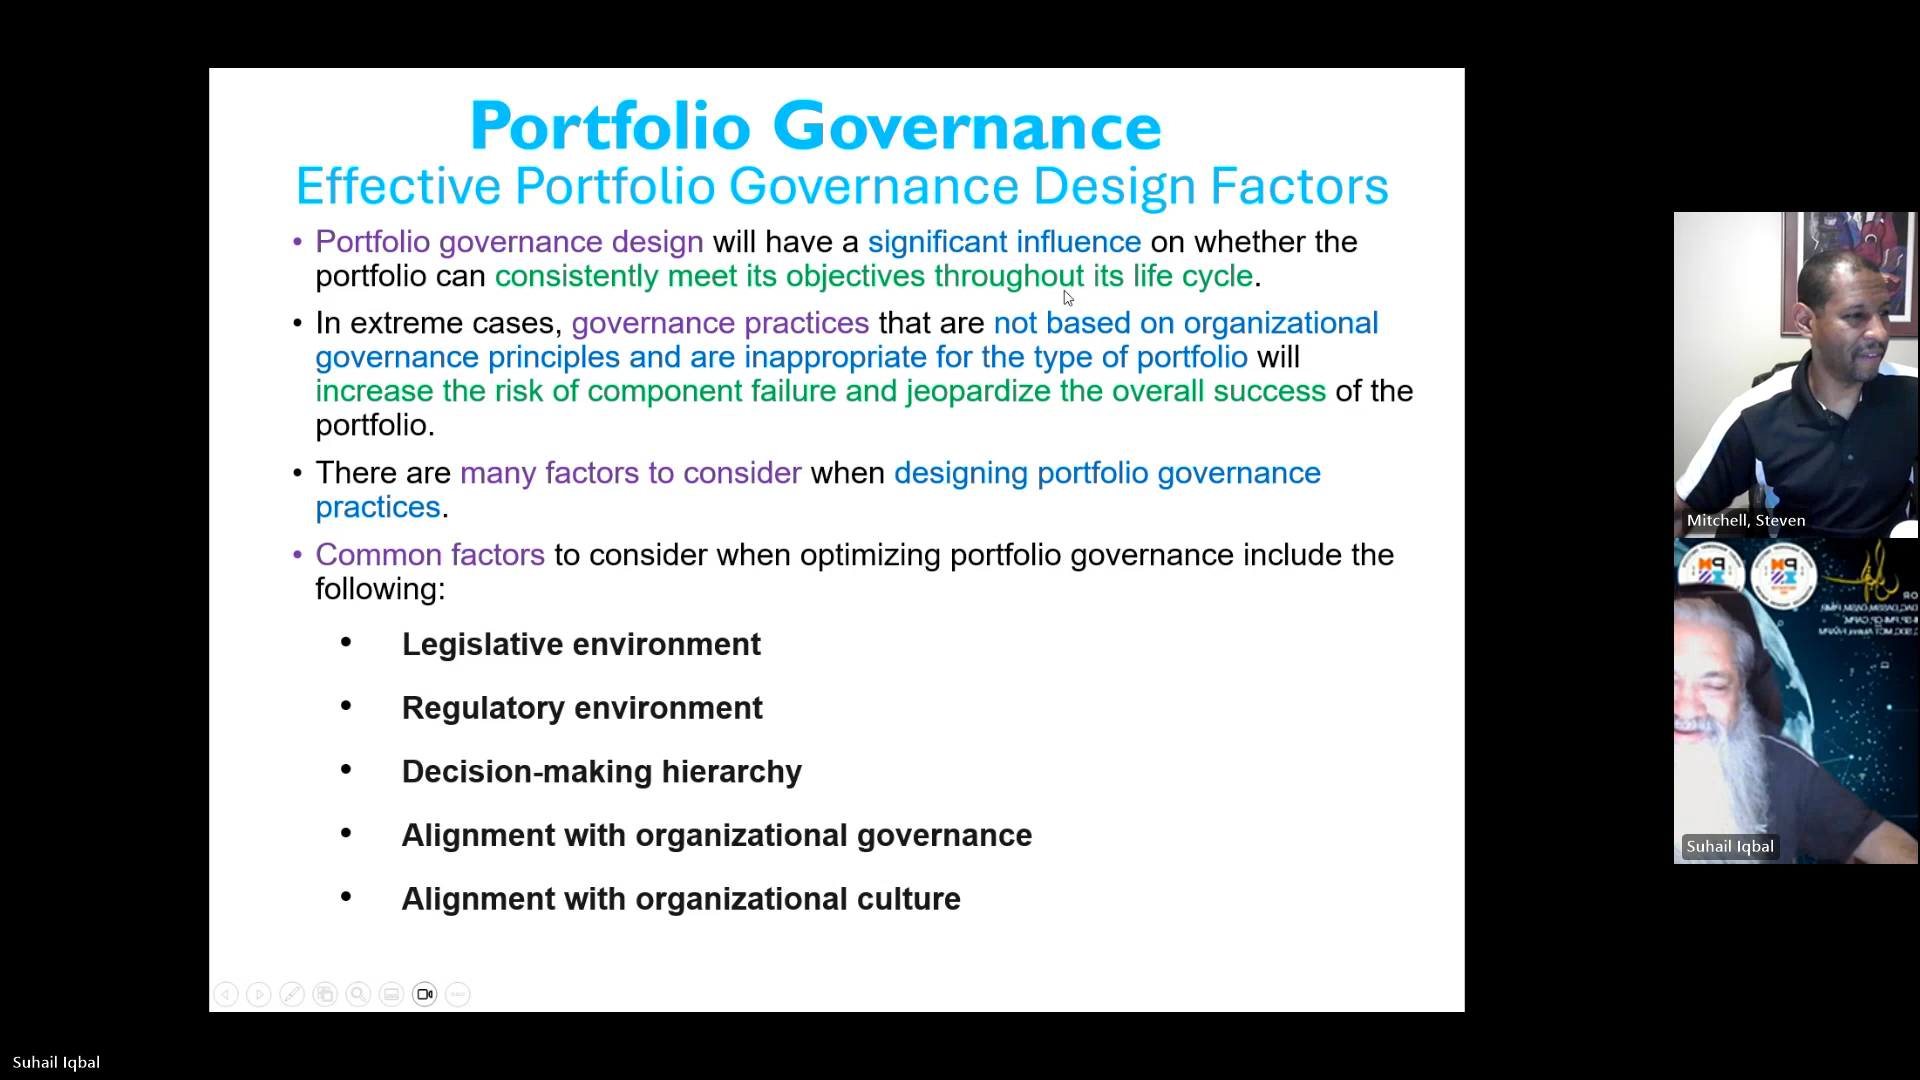 Portfolio Governance
Effective Portfolio Governance Design Factors
• Portfolio governance design will have a significant influence on whether the
portfolio can consistently meet its objectives throughout its life cycle.
• In extreme cases, governance practices that are not based on organizational
governance principles and are inappropriate for the type of portfolio will
increase the risk of component failure and jeopardize the overall success of the
portfolio.
• There are many factors to consider when designing portfolio governance
practices.
• Common factors to consider when optimizing portfolio governance include the
following:
• Legislative environment
• Regulatory environment
• Decision-making hierarchy
• Alignment with organizational governance
• Alignment with organizational culture
Mitchell, Steven
Suhail Iqbal
Suhail Iqbal